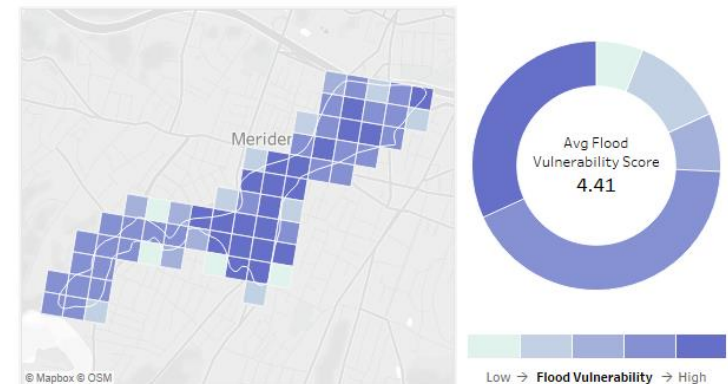 Meriden
© Mapbox © OSM
Avg Flood
Vulnerability Score
4.41
Low → Flood Vulnerability → High